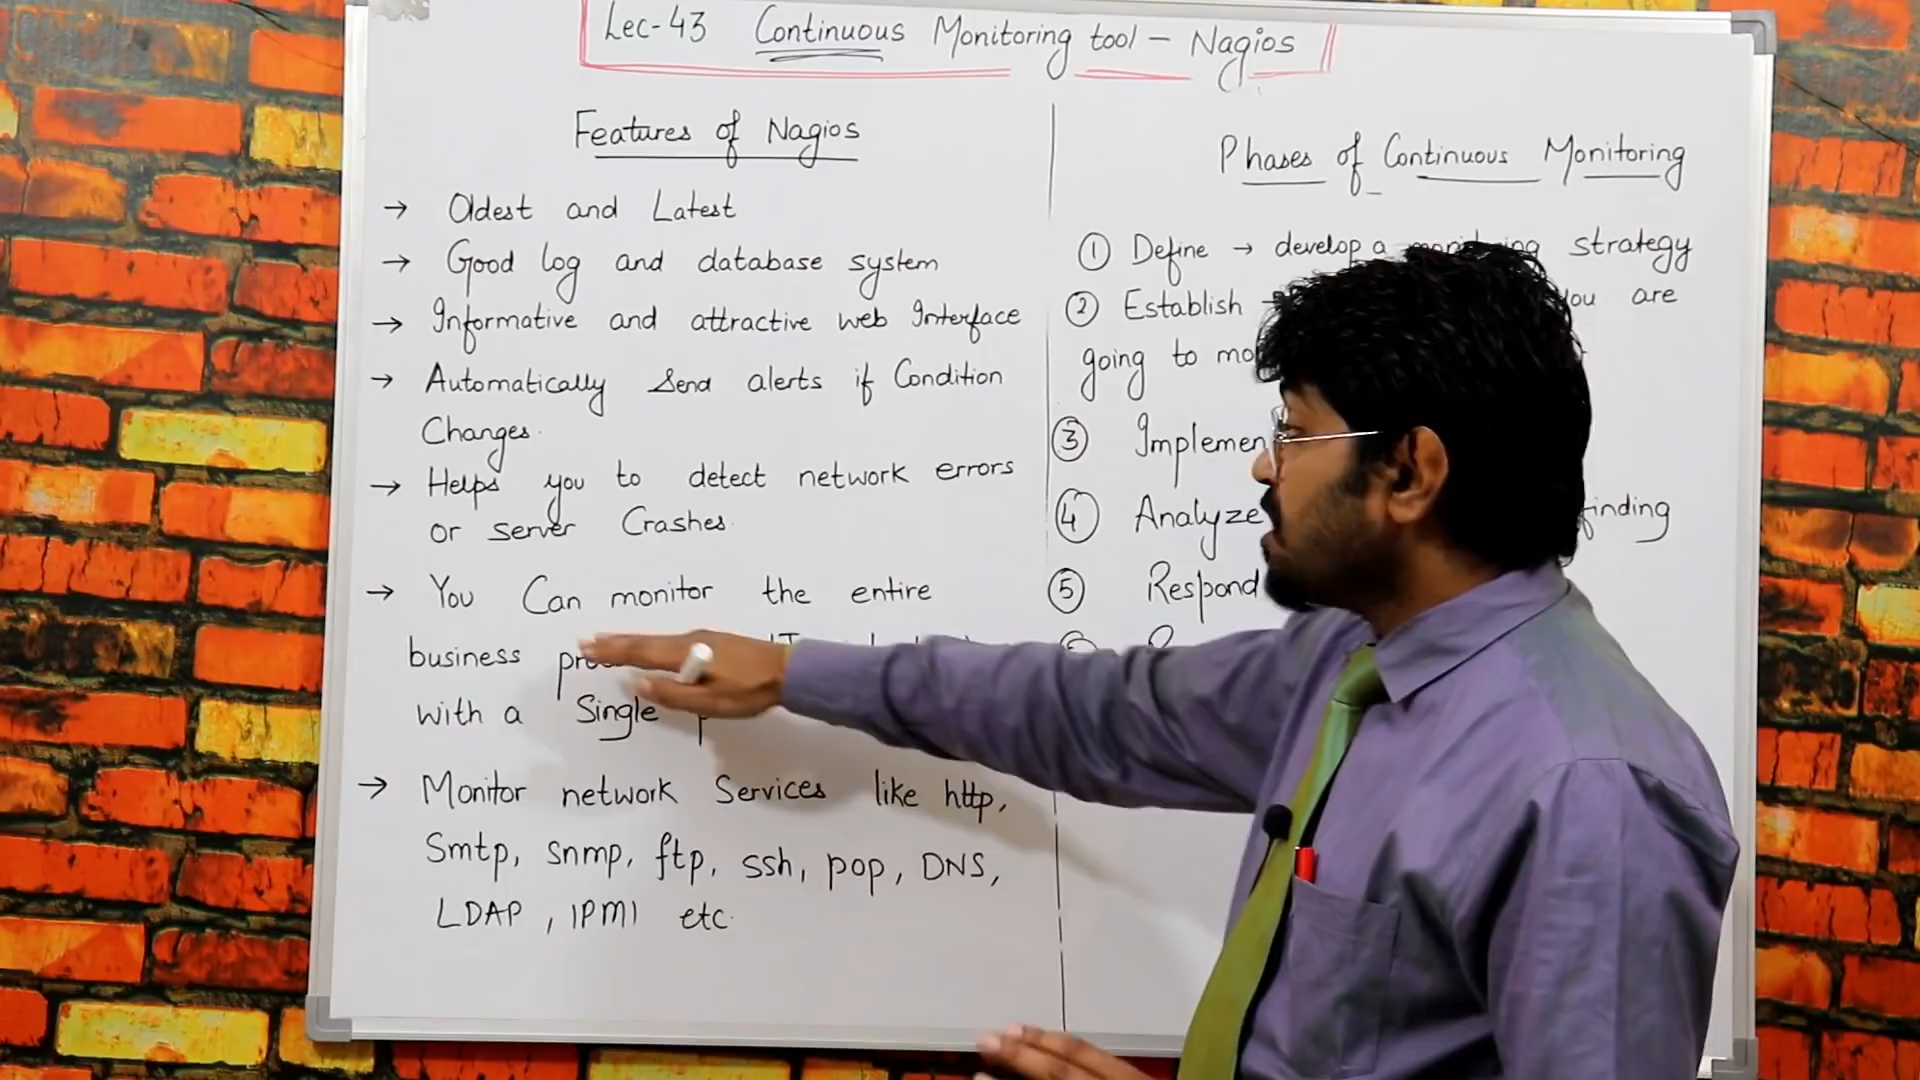 Lec-43 Continuous Monitoring tool - Nagios
Features of Nagios
→ Oldest and Latest
→ Good log and database system
→ Informative and attractive web Interface
→ Automatically Send alerts if Condition
Changes.
→ Helps you to detect network errors
or server Crashes.
→ You Can monitor the entire
business
with a Single
→ Monitor network Services like http,
Smtp, snmp, ftp, ssh, pop, DNS,
LDAP, IPMI etc.
Phases of Continuous Monitoring
① Define → develop a monitoring strategy
② Establish → you are
going to
③
④ Analyze finding
⑤ Respond